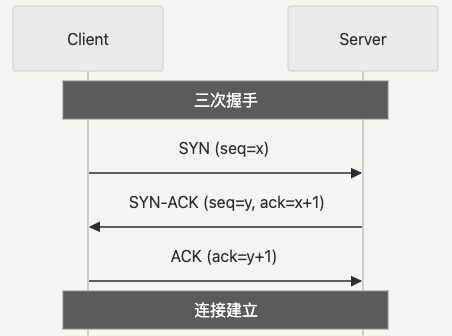 Client
Server
三次握手
SYN (seq=x)
SYN-ACK (seq=y, ack=x+1)
ACK (ack=y+1)
连接建立